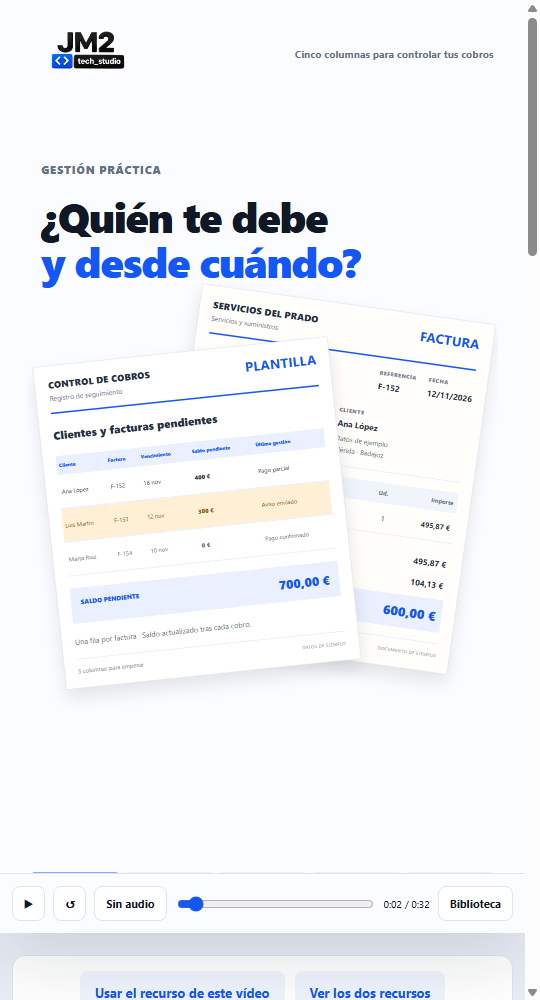 JM2
<> tech_studio
Cinco columnas para controlar tus cobros
GESTIÓN PRÁCTICA
¿Quién te debe
y desde cuándo?
SERVICIOS DEL PRADO
Servicios y suministros
FACTURA
REFERENCIA FECHA
F-152 12/11/2026
CLIENTE
Ana López
Datos de ejemplo
Mérida · Badajoz
Ud. Importe
1 495,87 €
495,87 €
104,13 €
600,00 €
DOCUMENTO DE EJEMPLO
CONTROL DE COBROS
Registro de seguimiento
PLANTILLA
Clientes y facturas pendientes
Cliente Factura Vencimiento Saldo pendiente Última gestión
Ana López F-152 18 nov 400 € Pago parcial
Luis Martín F-153 12 nov 300 € Aviso enviado
Marta Ruiz F-154 10 nov 0 € Pago confirmado
SALDO PENDIENTE 700,00 €
Una fila por factura · Saldo actualizado tras cada cobro.
5 columnas para empezar
DATOS DE EJEMPLO
Sin audio
0:02 / 0:32
Biblioteca
Usar el recurso de este vídeo
Ver los dos recursos